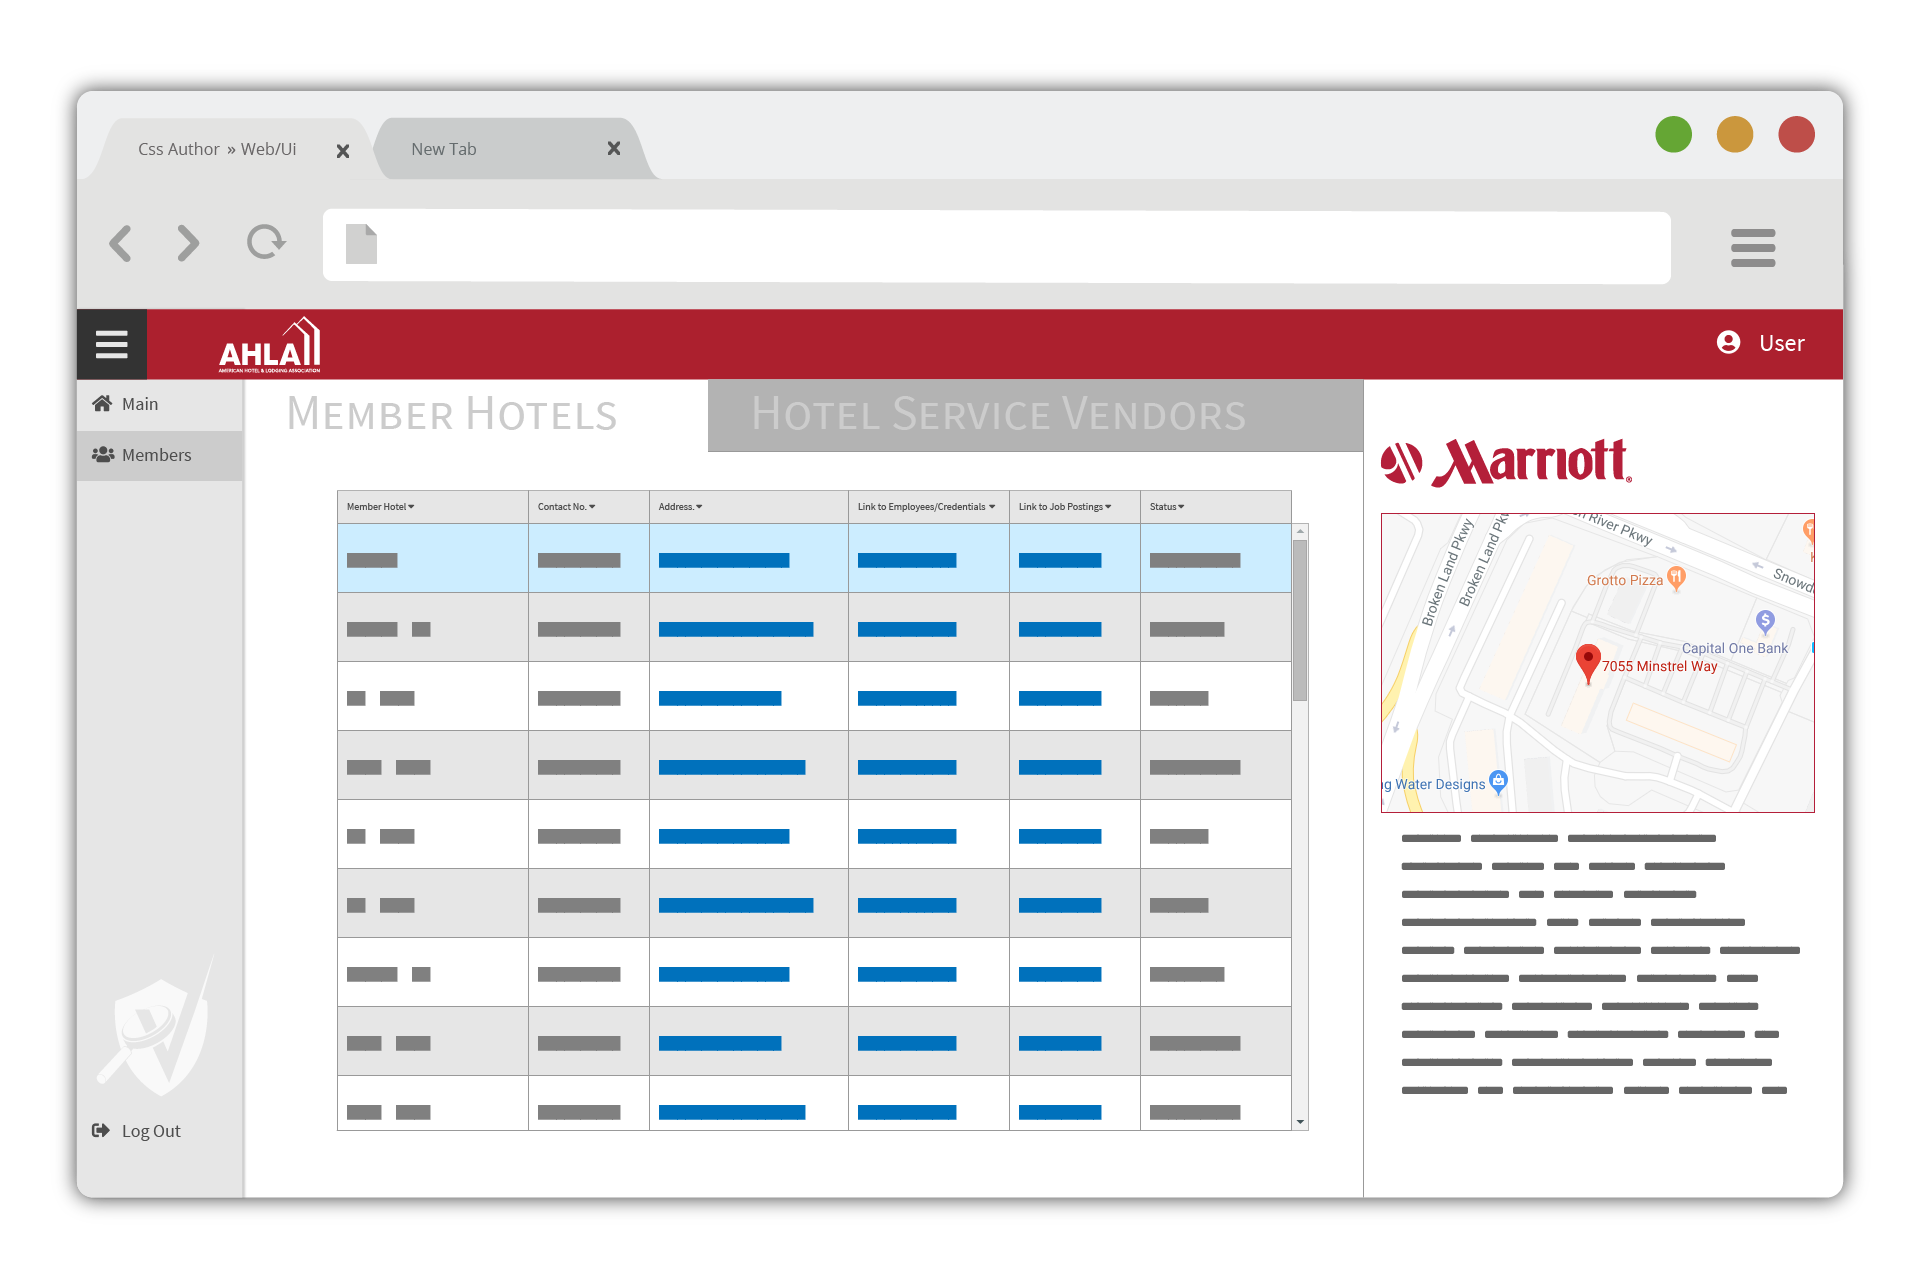 Css Author » Web/Ui
New Tab
AHLA
AMERICAN HOTEL & LODGING ASSOCIATION
User
Main
Members
Log Out
MEMBER HOTELS
HOTEL SERVICE VENDORS
Member Hotel
Contact No.
Address.
Link to Employees/Credentials
Link to Job Postings
Status
Marriott®
River Pkwy
Broken Land Pkwy
Broken Land Pkw
Snowd
Grotto Pizza
Capital One Bank
7055 Minstrel Way
g Water Designs